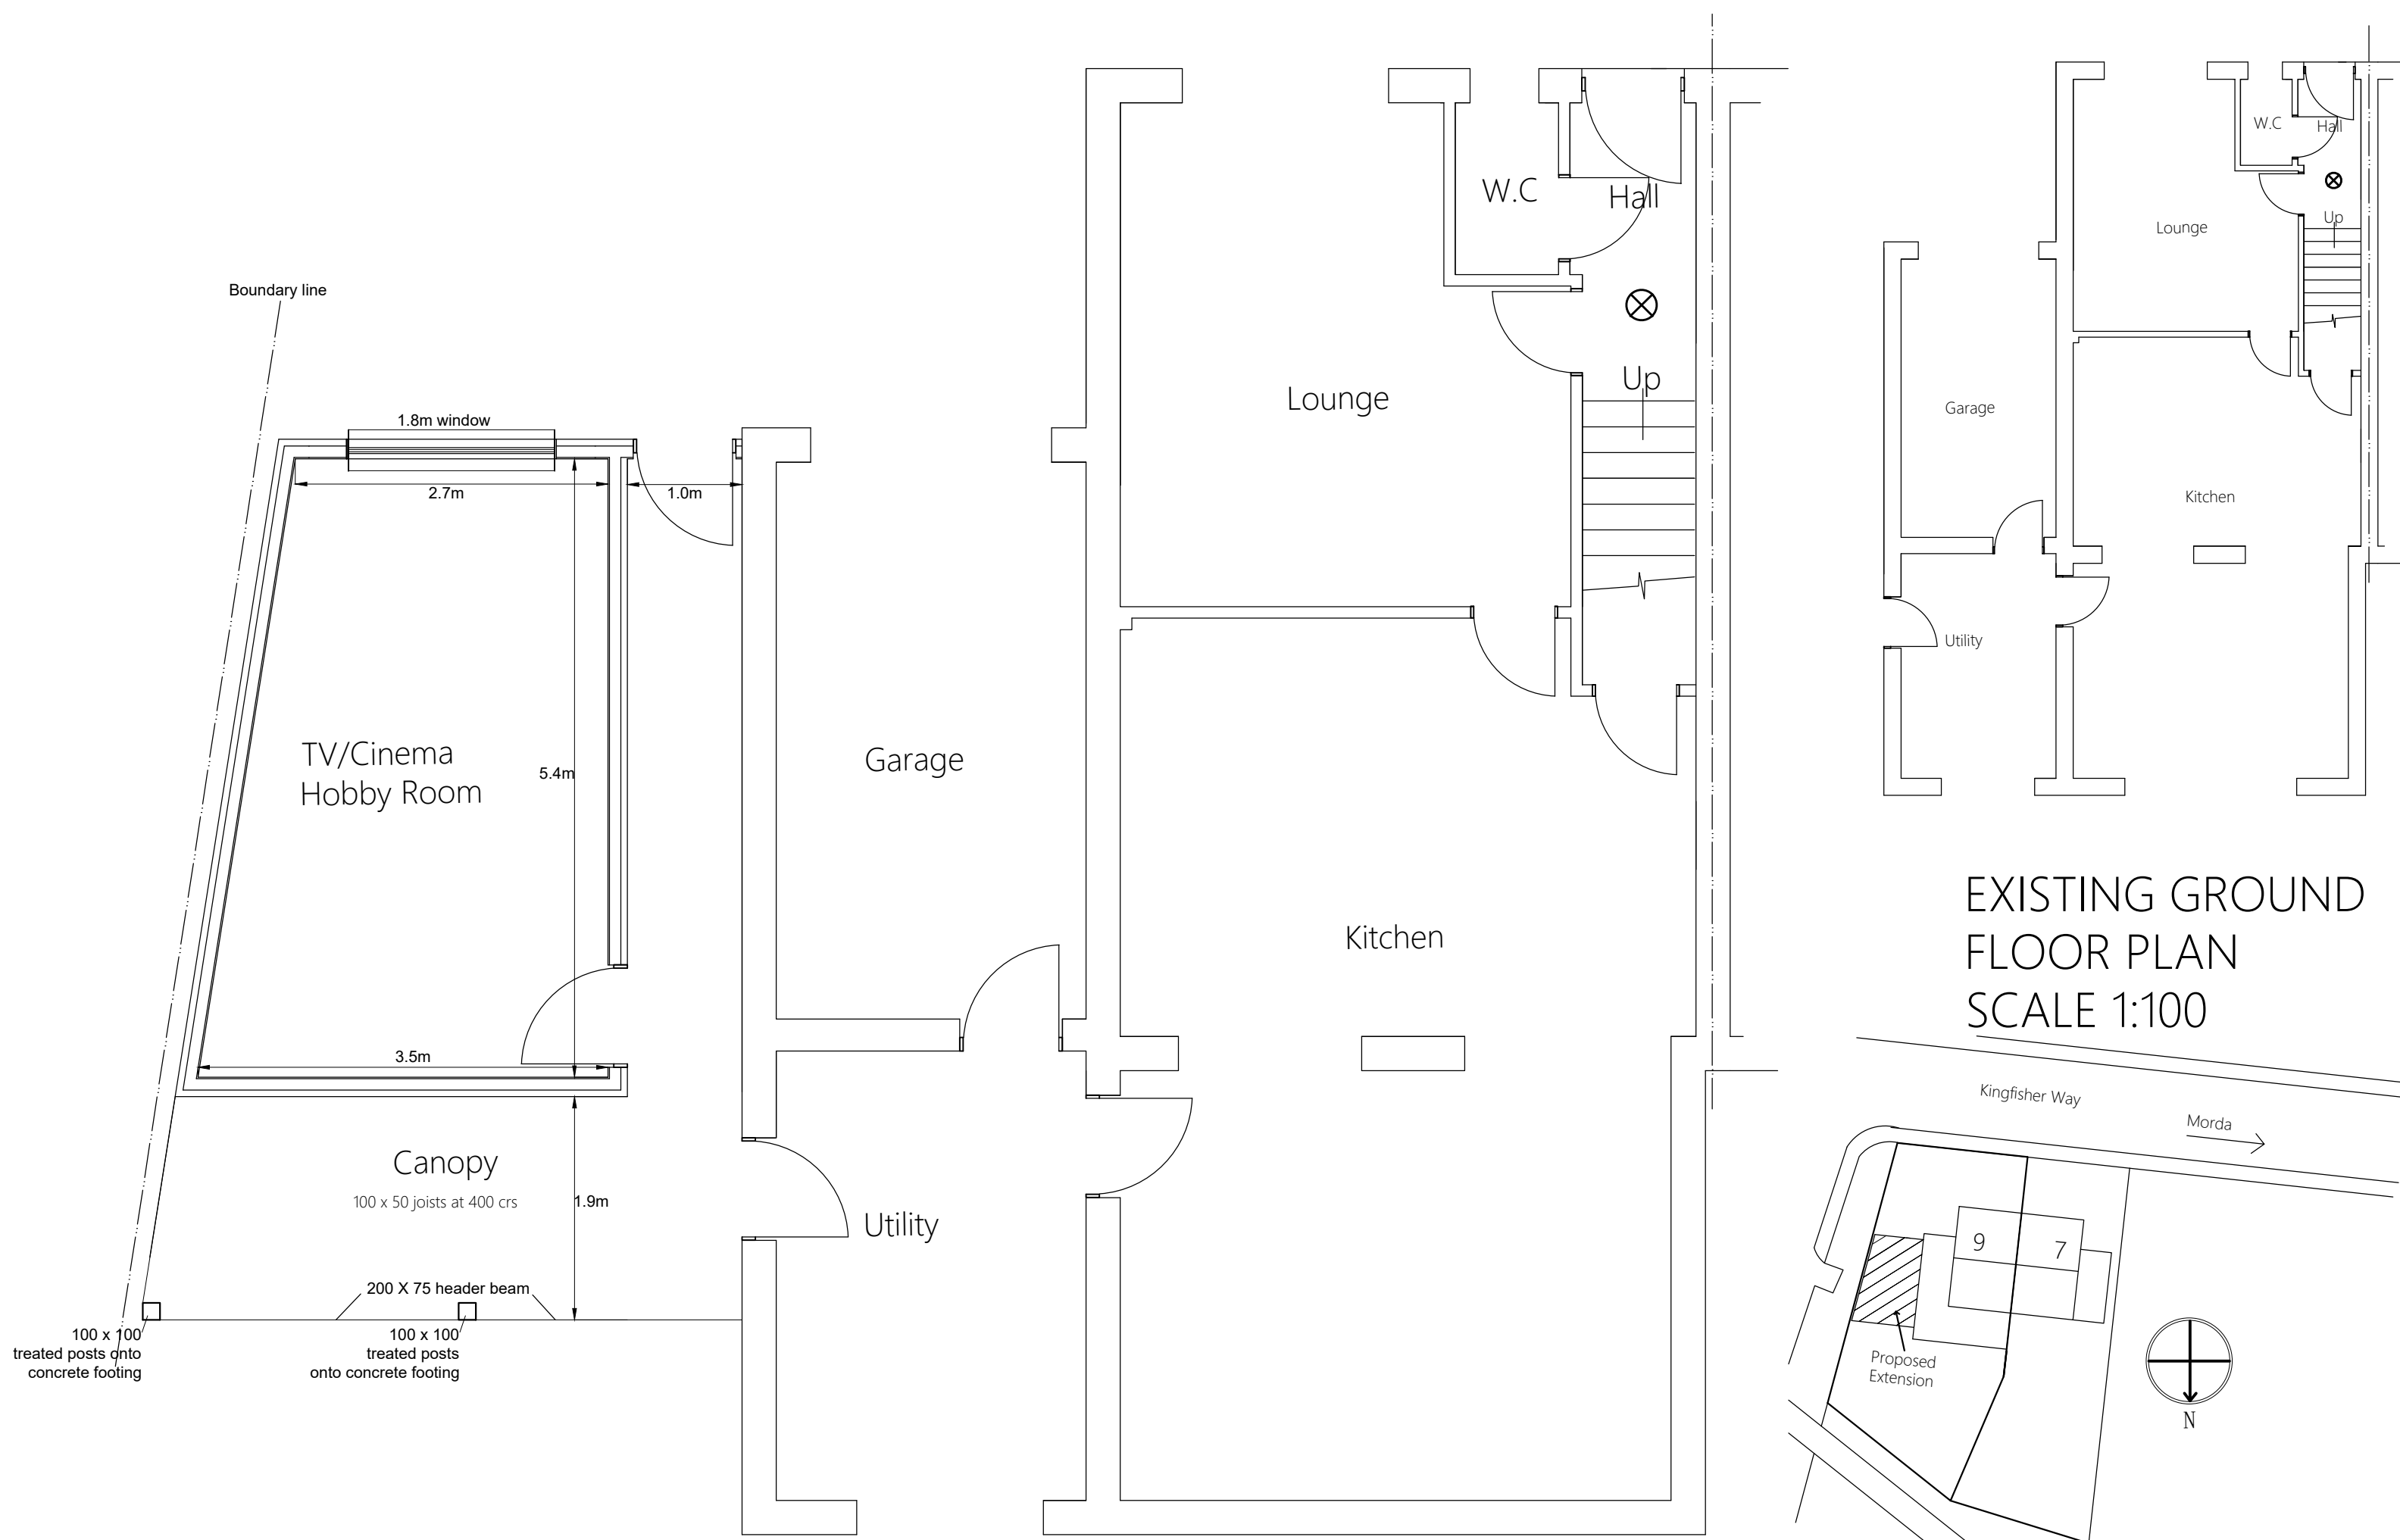 Boundary line
1.8m window
2.7m
1.0m
TV/Cinema
Hobby Room
5.4m
3.5m
Canopy
100 x 50 joists at 400 crs
1.9m
200 X 75 header beam
100 x 100
treated posts onto
concrete footing
100 x 100
treated posts
onto concrete footing
Garage
Utility
Lounge
W.C
Hall
Up
Kitchen
W.C
Hall
Up
Lounge
Garage
Kitchen
Utility
EXISTING GROUND
FLOOR PLAN
SCALE 1:100
Kingfisher Way
Morda
9
7
Proposed
Extension
N